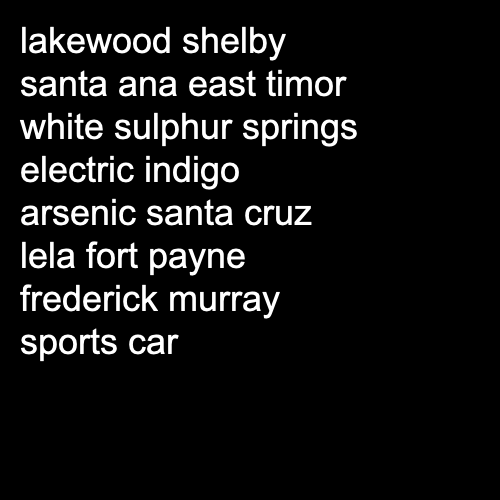 lakewood shelby
santa ana east timor
white sulphur springs
electric indigo
arsenic santa cruz
lela fort payne
frederick murray
sports car